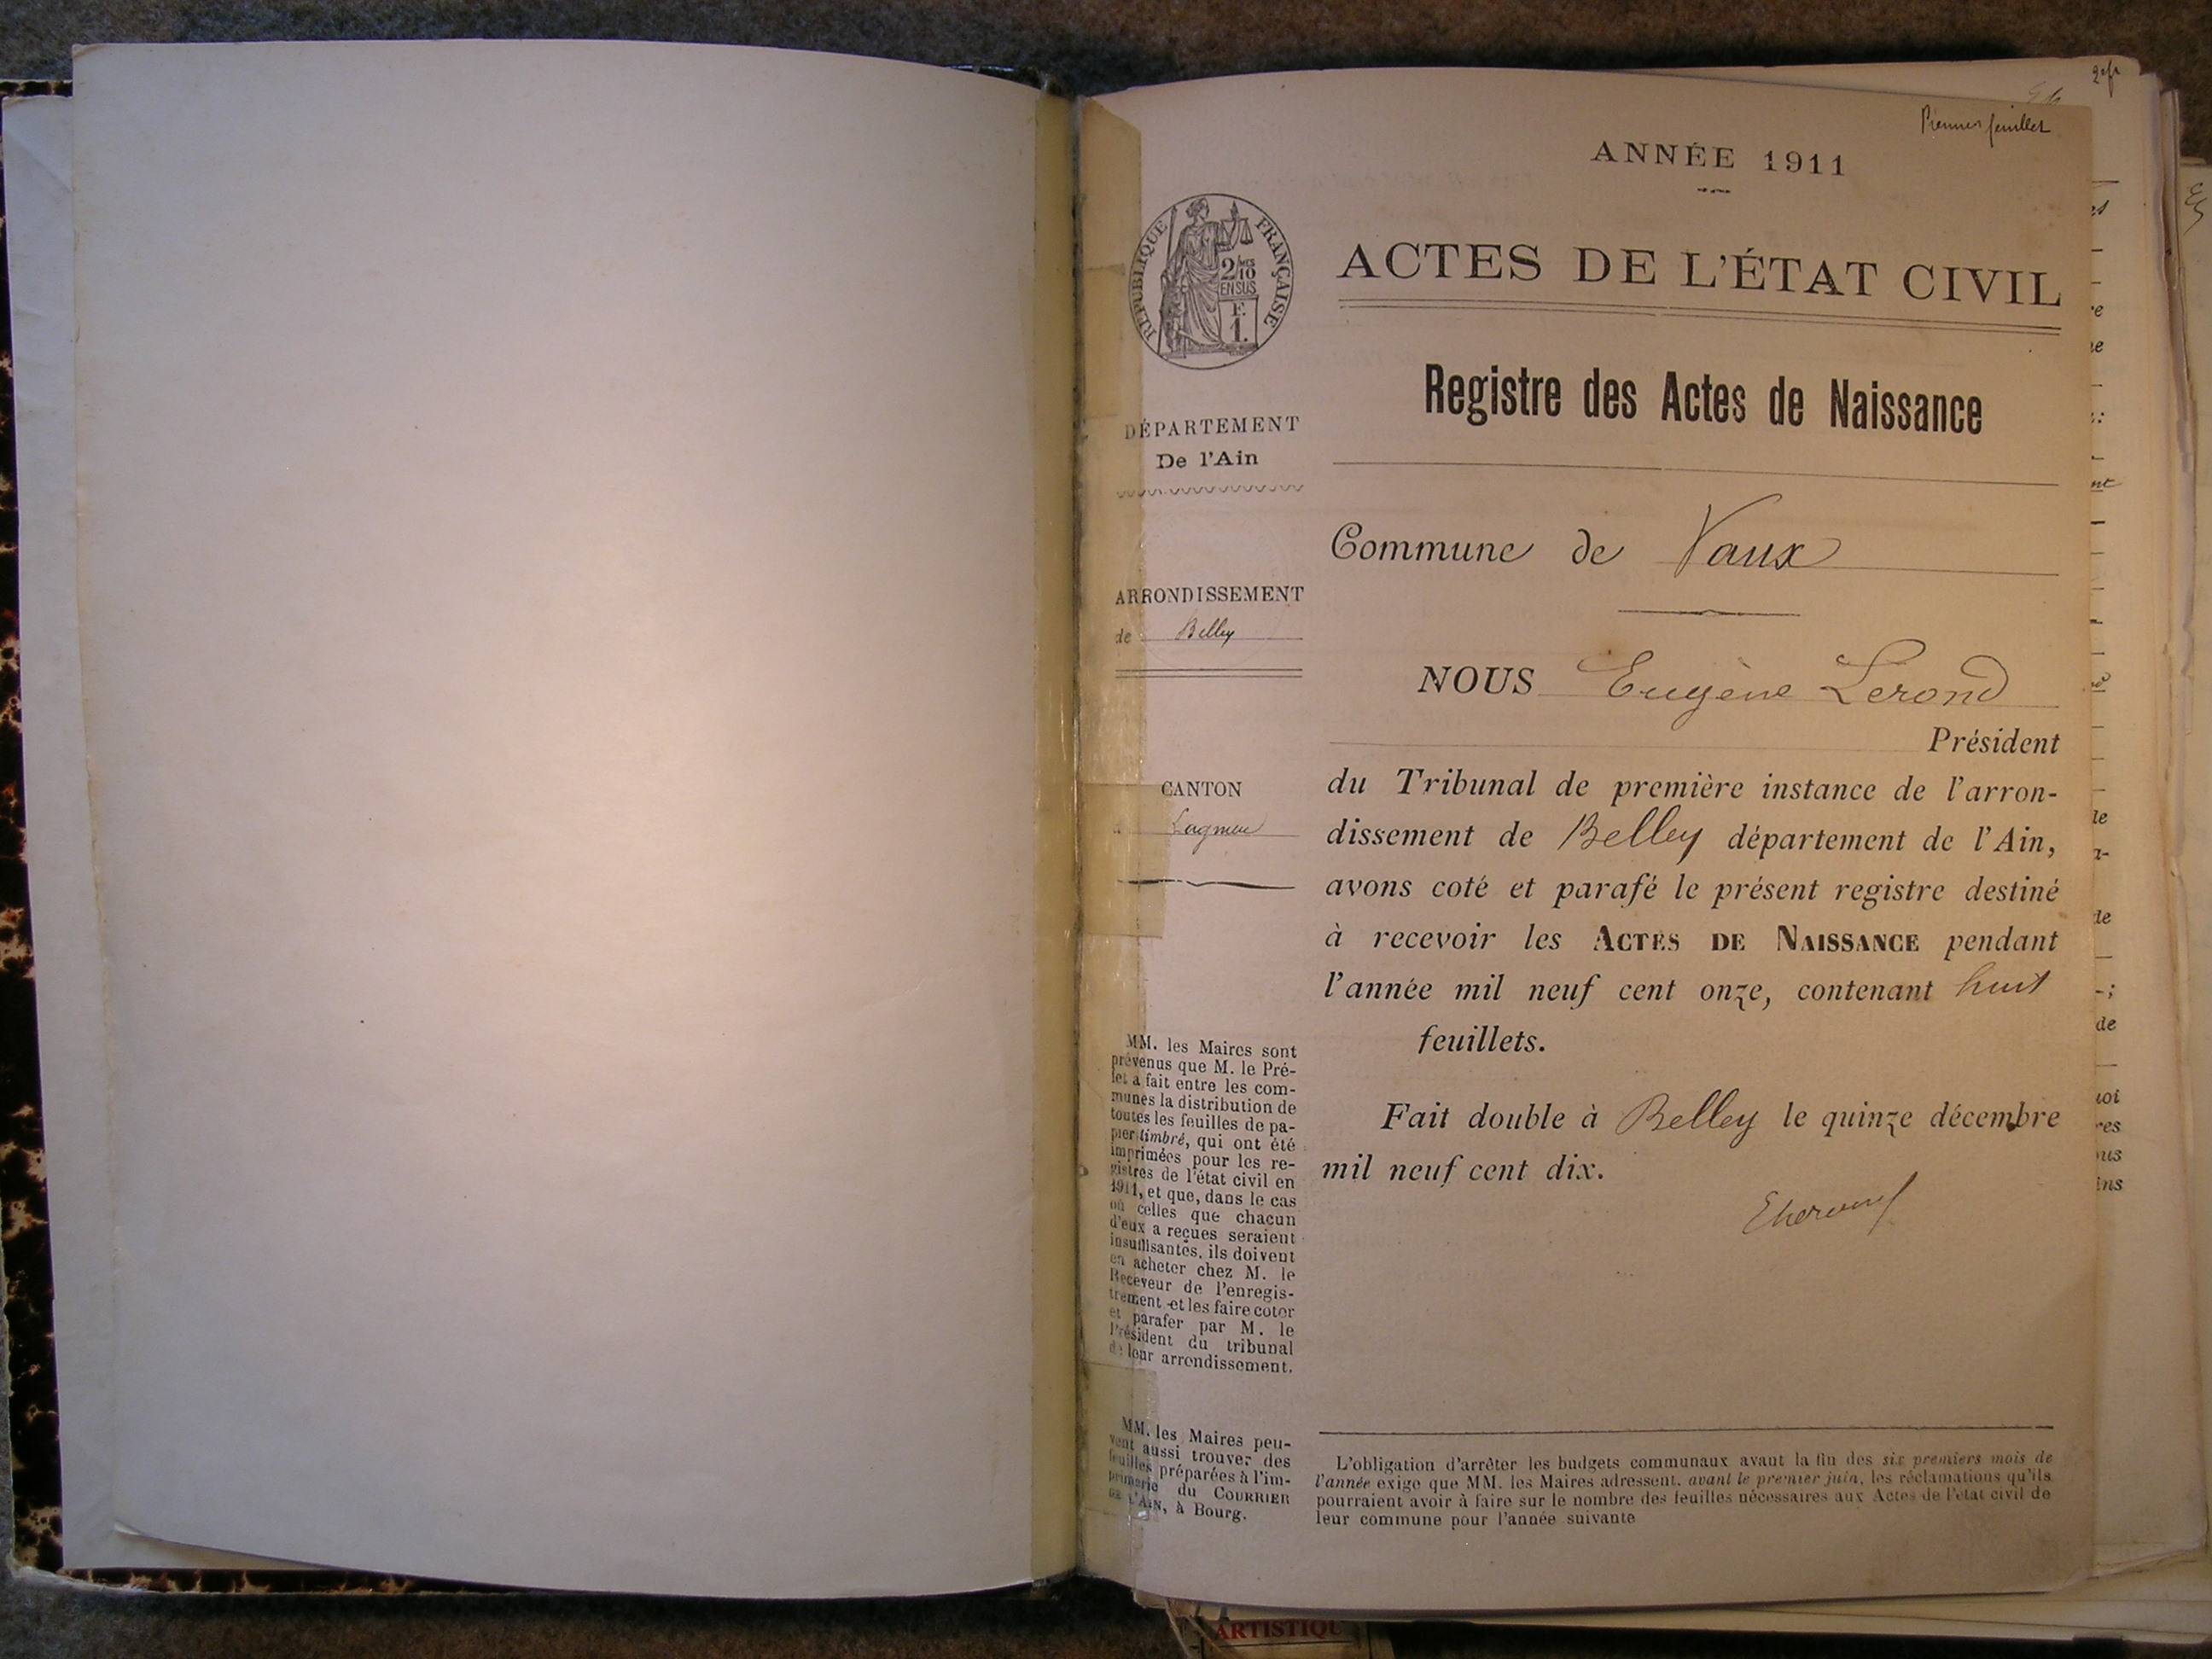 Premier feuillet
ANNÉE 1911
RÉPUBLIQUE FRANÇAISE
2/10
EN SUS
F.
1.
ACTES DE L'ÉTAT CIVIL
Registre des Actes de Naissance
DÉPARTEMENT
De l'Ain
Commune de Vaux
ARRONDISSEMENT
de Belley
NOUS Eugène Lerond
Président
CANTON
Lagnieu
du Tribunal de première instance de l'arron-
dissement de Belley département de l'Ain,
avons coté et parafé le présent registre destiné
à recevoir les ACTES DE NAISSANCE pendant
l'année mil neuf cent onze, contenant huit
feuillets.
Fait double à Belley le quinze décembre
mil neuf cent dix.
MM. les Maires sont
prévenus que M. le Pré-
fet a fait entre les com-
munes la distribution de
toutes les feuilles de pa-
pier timbré, qui ont été
imprimées pour les re-
gistres de l'état civil en
1911, et que, dans le cas
où celles que chacun
d'eux a reçues seraient
insuffisantes, ils doivent
en acheter chez M. le
Receveur de l'enregis-
trement et les faire coter
et parafer par M. le
Président du tribunal
de leur arrondissement.
MM. les Maires peu-
vent aussi trouver des
feuilles préparées à l'im-
primerie du COURRIER
DE L'AIN, à Bourg.
L'obligation d'arrêter les budgets communaux avant la fin des six premiers mois de
l'année exige que MM. les Maires adressent, avant le premier juin, les réclamations qu'ils
pourraient avoir à faire sur le nombre des feuilles nécessaires aux Actes de l'état civil de
leur commune pour l'année suivante
ARTISTIQU